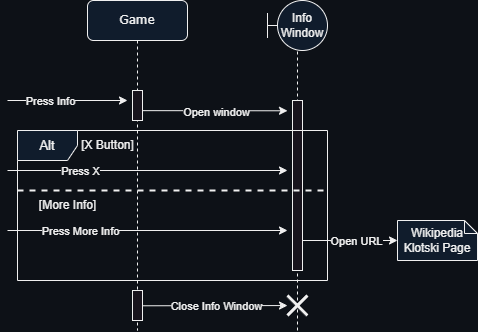 Game
Info
Window
Press Info
Open window
Alt
[X Button]
Press X
[More Info]
Press More Info
Open URL
Wikipedia
Klotski Page
Close Info Window